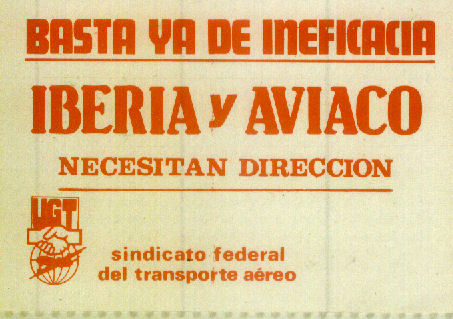 BASTA YA DE INEFICACIA
IBERIA y AVIACO
NECESITAN DIRECCION
UGT
sindicato federal
del transporte aéreo